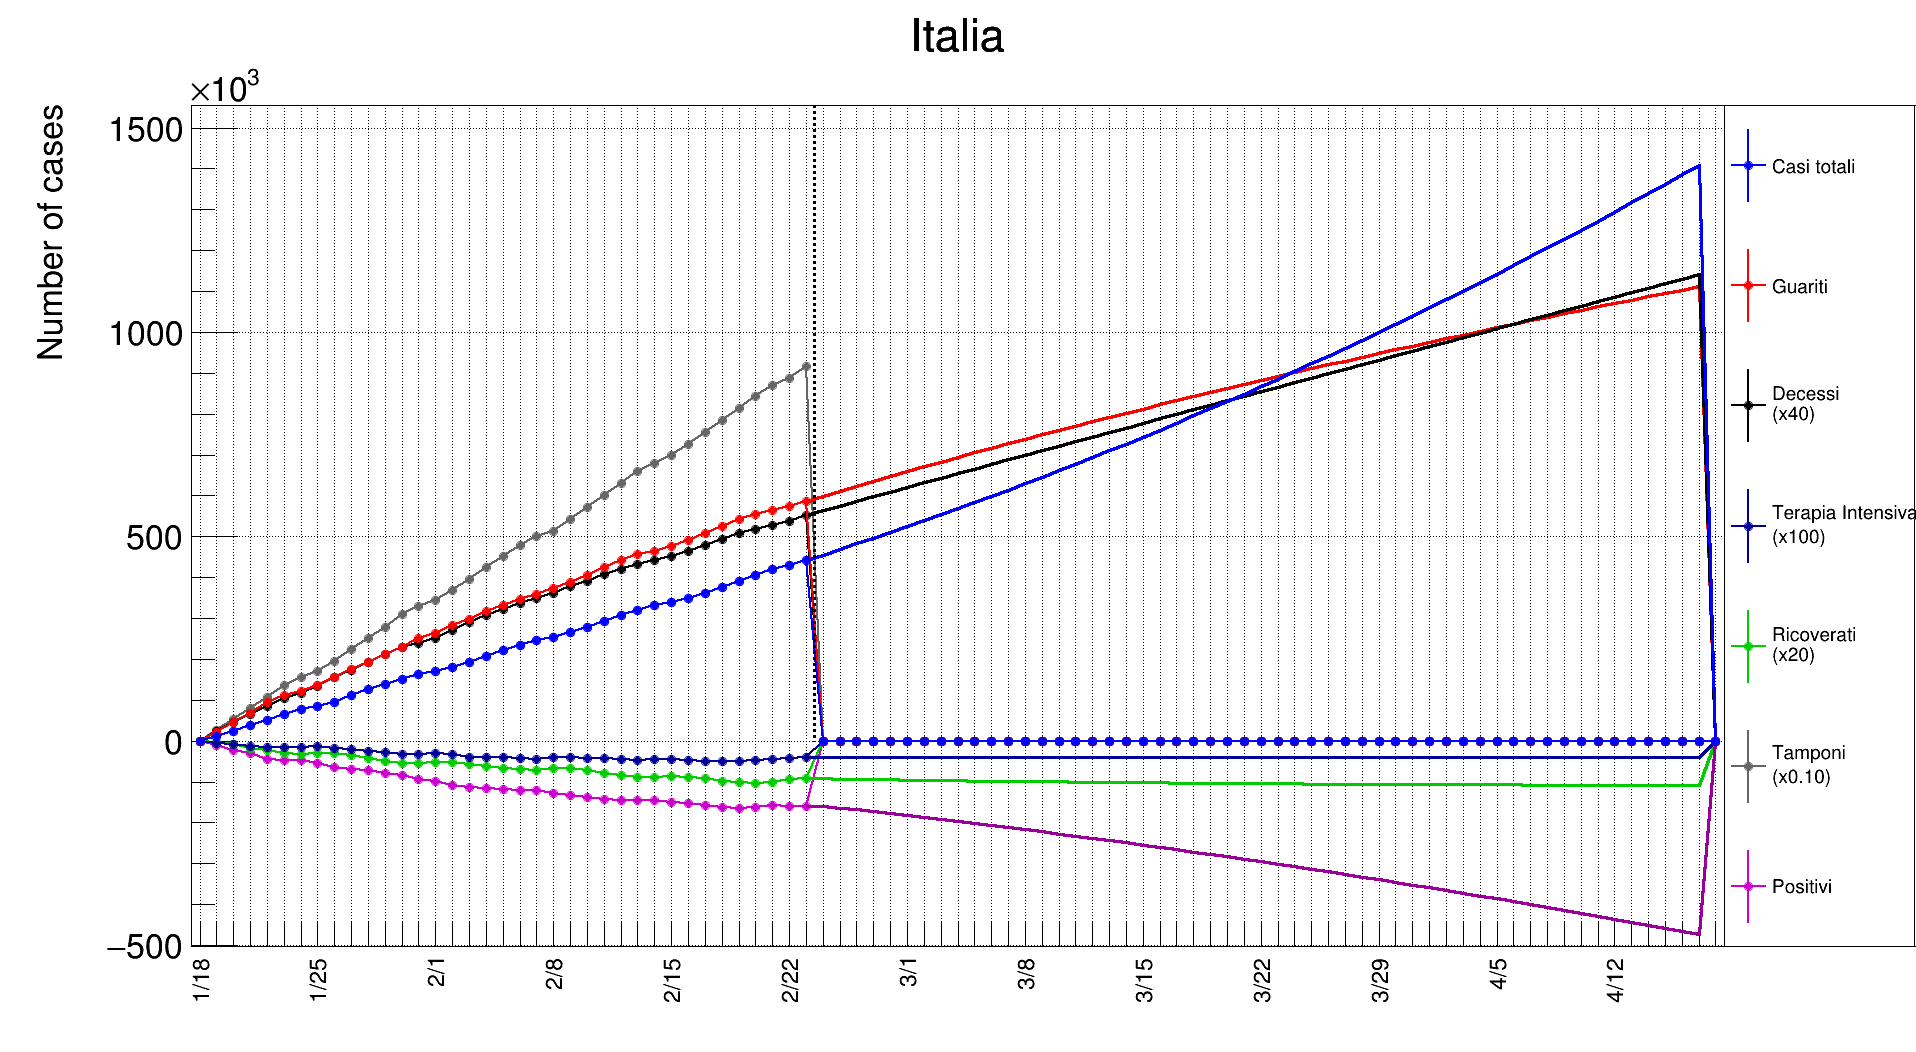 Italia
×10³
Number of cases
1500
1000
500
0
−500
1/18
1/25
2/1
2/8
2/15
2/22
3/1
3/8
3/15
3/22
3/29
4/5
4/12
Casi totali
Guariti
Decessi
(x40)
Terapia Intensiva
(x100)
Ricoverati
(x20)
Tamponi
(x0.10)
Positivi